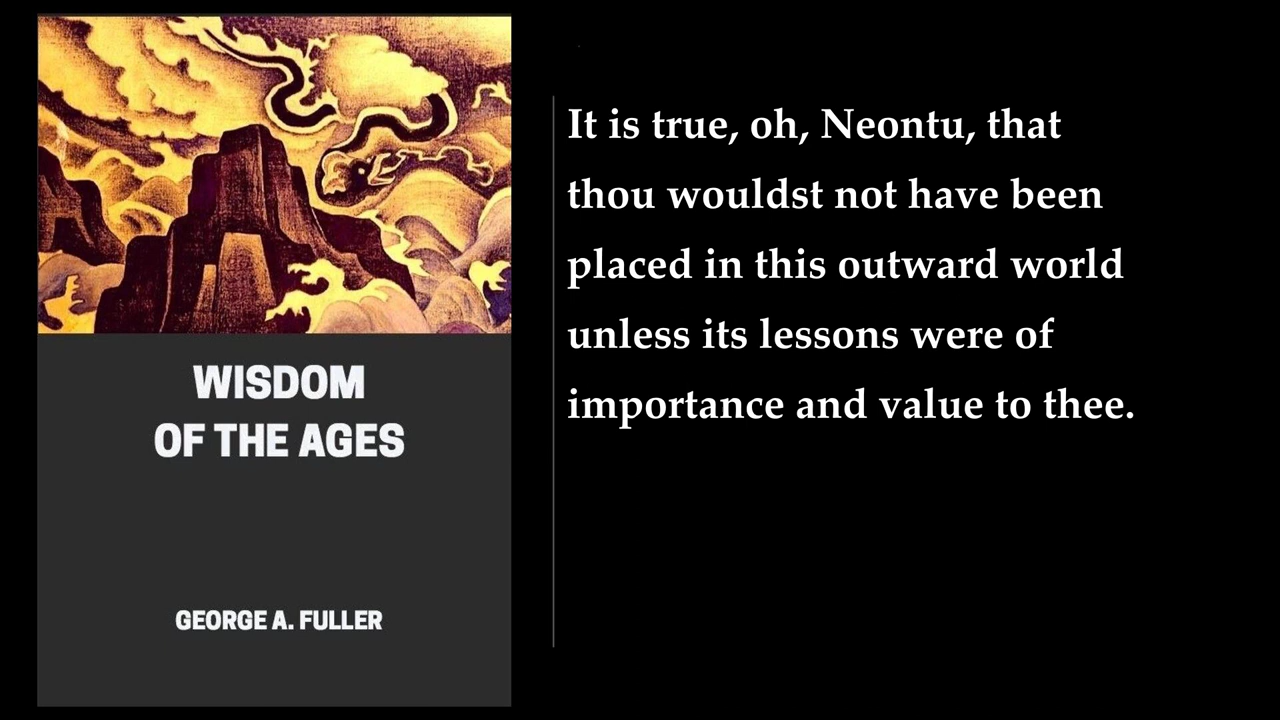 WISDOM
OF THE AGES
GEORGE A. FULLER
It is true, oh, Neontu, that
thou wouldst not have been
placed in this outward world
unless its lessons were of
importance and value to thee.